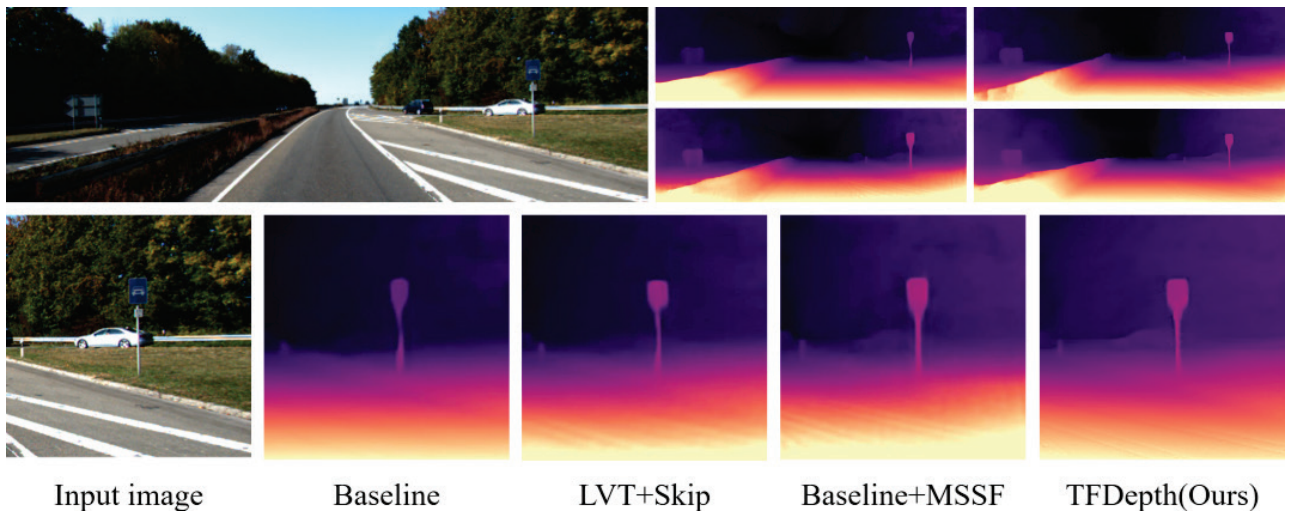 Input image
Baseline
LVT+Skip
Baseline+MSSF
TFDepth(Ours)